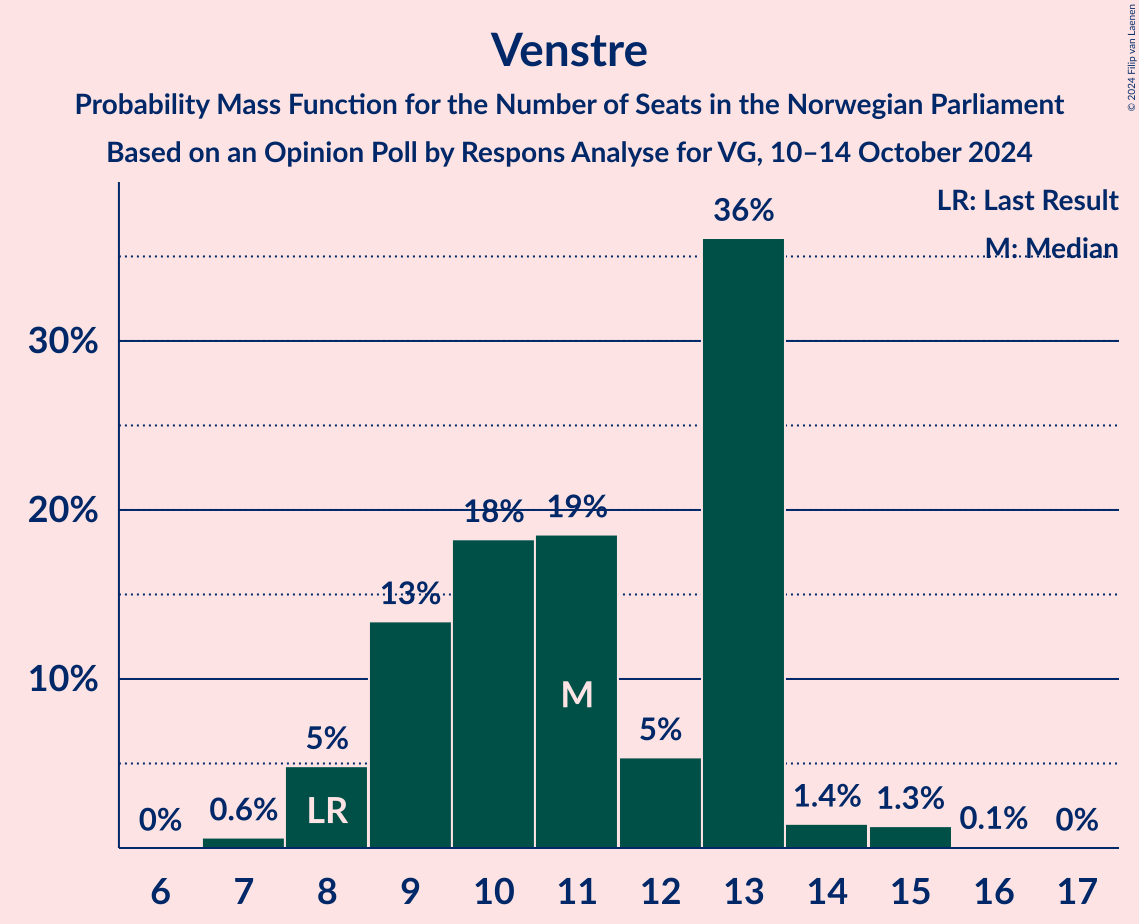 Venstre
Probability Mass Function for the Number of Seats in the Norwegian Parliament
Based on an Opinion Poll by Respons Analyse for VG, 10–14 October 2024
© 2024 Filip van Laenen
LR: Last Result
M: Median
36%
30%
20%
18% 19%
13%
10%
M
5% 5%
0% 0.6% LR 1.4% 1.3% 0.1% 0%
6 7 8 9 10 11 12 13 14 15 16 17